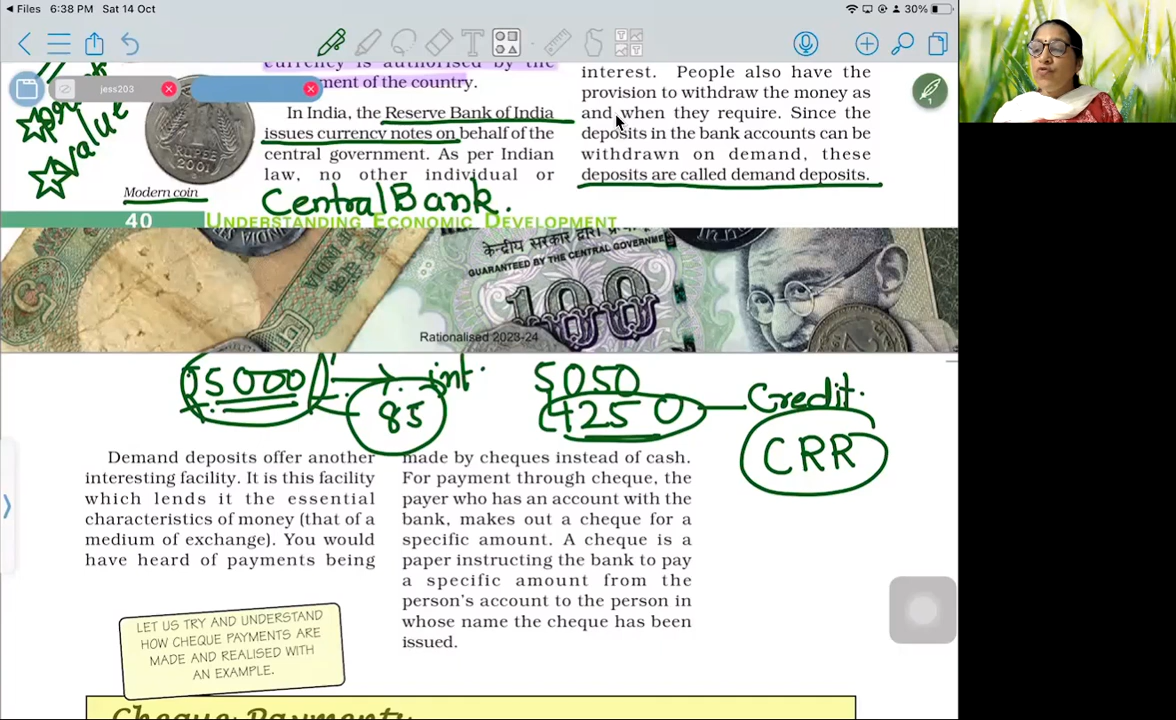 Files 6:38 PM Sat 14 Oct
30%
jess203
currency is authorised by the
ment of the country.
In India, the Reserve Bank of India
issues currency notes on behalf of the
central government. As per Indian
law, no other individual or
interest. People also have the
provision to withdraw the money as
and when they require. Since the
deposits in the bank accounts can be
withdrawn on demand, these
deposits are called demand deposits.
value
RUPEE
2001
Modern coin
Central Bank.
40 UNDERSTANDING ECONOMIC DEVELOPMENT
केन्द्रीय सरकार द्वारा
GUARANTEED BY THE CENTRAL GOVERNME
100
Rationalised 2023-24
5000 int.
85
5050
4250 Credit.
CRR
Demand deposits offer another
interesting facility. It is this facility
which lends it the essential
characteristics of money (that of a
medium of exchange). You would
have heard of payments being
made by cheques instead of cash.
For payment through cheque, the
payer who has an account with the
bank, makes out a cheque for a
specific amount. A cheque is a
paper instructing the bank to pay
a specific amount from the
person's account to the person in
whose name the cheque has been
issued.
LET US TRY AND UNDERSTAND
HOW CHEQUE PAYMENTS ARE
MADE AND REALISED WITH
AN EXAMPLE.
Cheque Payments